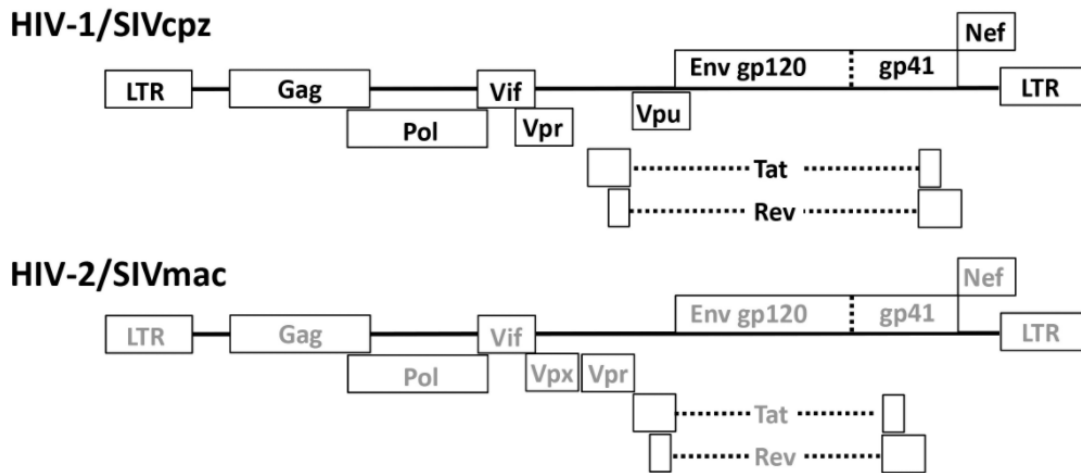 HIV-1/SIVcpz
Nef
Env gp120 gp41
LTR Gag Vif LTR
Pol Vpr Vpu
Tat
Rev
HIV-2/SIVmac
Nef
Env gp120 gp41
LTR Gag Vif LTR
Pol Vpx Vpr
Tat
Rev